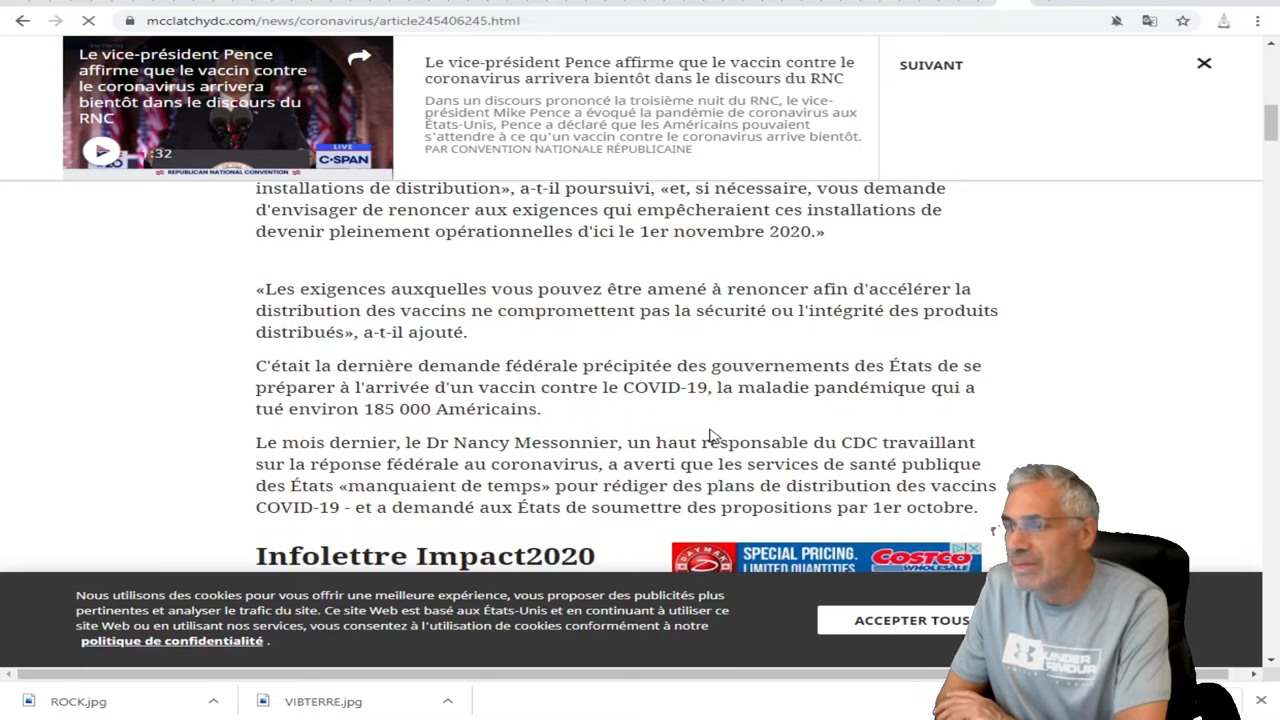 mcclatchydc.com/news/coronavirus/article245406245.html
Le vice-président Pence
affirme que le vaccin contre
le coronavirus arrivera
bientôt dans le discours du
RNC
1:32
LIVE
C-SPAN
REPUBLICAN NATIONAL CONVENTION
Le vice-président Pence affirme que le vaccin contre le
coronavirus arrivera bientôt dans le discours du RNC
Dans un discours prononcé la troisième nuit du RNC, le vice-
président Mike Pence a évoqué la pandémie de coronavirus aux
États-Unis, Pence a déclaré que les Américains pouvaient
s'attendre à ce qu'un vaccin contre le coronavirus arrive bientôt.
PAR CONVENTION NATIONALE RÉPUBLICAINE
SUIVANT
installations de distribution», a-t-il poursuivi, «et, si nécessaire, vous demande
d'envisager de renoncer aux exigences qui empêcheraient ces installations de
devenir pleinement opérationnelles d'ici le 1er novembre 2020.»
«Les exigences auxquelles vous pouvez être amené à renoncer afin d'accélérer la
distribution des vaccins ne compromettent pas la sécurité ou l'intégrité des produits
distribués», a-t-il ajouté.
C'était la dernière demande fédérale précipitée des gouvernements des États de se
préparer à l'arrivée d'un vaccin contre le COVID-19, la maladie pandémique qui a
tué environ 185 000 Américains.
Le mois dernier, le Dr Nancy Messonnier, un haut responsable du CDC travaillant
sur la réponse fédérale au coronavirus, a averti que les services de santé publique
des États «manquaient de temps» pour rédiger des plans de distribution des vaccins
COVID-19 - et a demandé aux États de soumettre des propositions par 1er octobre.
Infolettre Impact2020
DAYMAK
SPECIAL PRICING.
LIMITED QUANTITIES
COSTCO
WHOLESALE
Nous utilisons des cookies pour vous offrir une meilleure expérience, vous proposer des publicités plus
pertinentes et analyser le trafic du site. Ce site Web est basé aux États-Unis et en continuant à utiliser ce
site Web ou en utilisant nos services, vous consentez à l'utilisation de cookies conformément à notre
politique de confidentialité .
ACCEPTER TOUS
UNDER
ARMOUR
ROCK.jpg
VIBTERRE.jpg